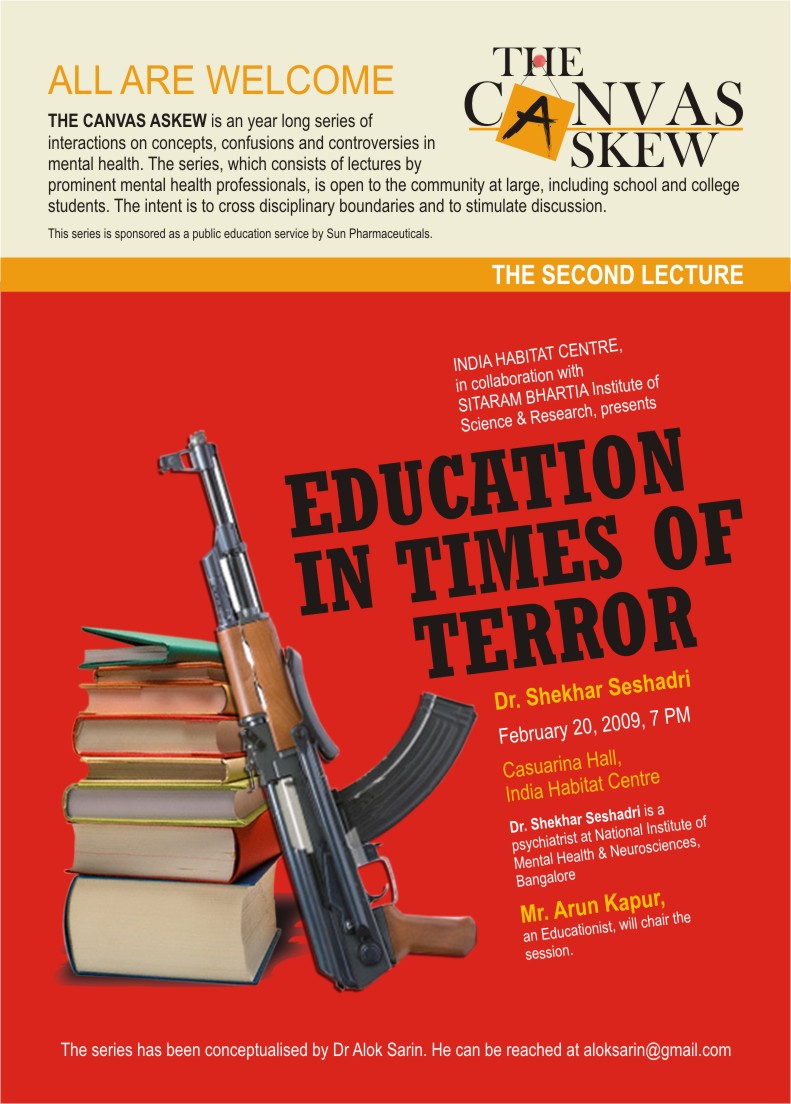 ALL ARE WELCOME
THE CANVAS ASKEW is an year long series of
interactions on concepts, confusions and controversies in
mental health. The series, which consists of lectures by
prominent mental health professionals, is open to the community at large, including school and college
students. The intent is to cross disciplinary boundaries and to stimulate discussion.
This series is sponsored as a public education service by Sun Pharmaceuticals.
THE
CANVAS
ASKEW
THE SECOND LECTURE
INDIA HABITAT CENTRE,
in collaboration with
SITARAM BHARTIA Institute of
Science & Research, presents
EDUCATION
IN TIMES OF
TERROR
Dr. Shekhar Seshadri
February 20, 2009, 7 PM
Casuarina Hall,
India Habitat Centre
Dr. Shekhar Seshadri is a
psychiatrist at National Institute of
Mental Health & Neurosciences,
Bangalore
Mr. Arun Kapur,
an Educationist, will chair the
session.
The series has been conceptualised by Dr Alok Sarin. He can be reached at aloksarin@gmail.com